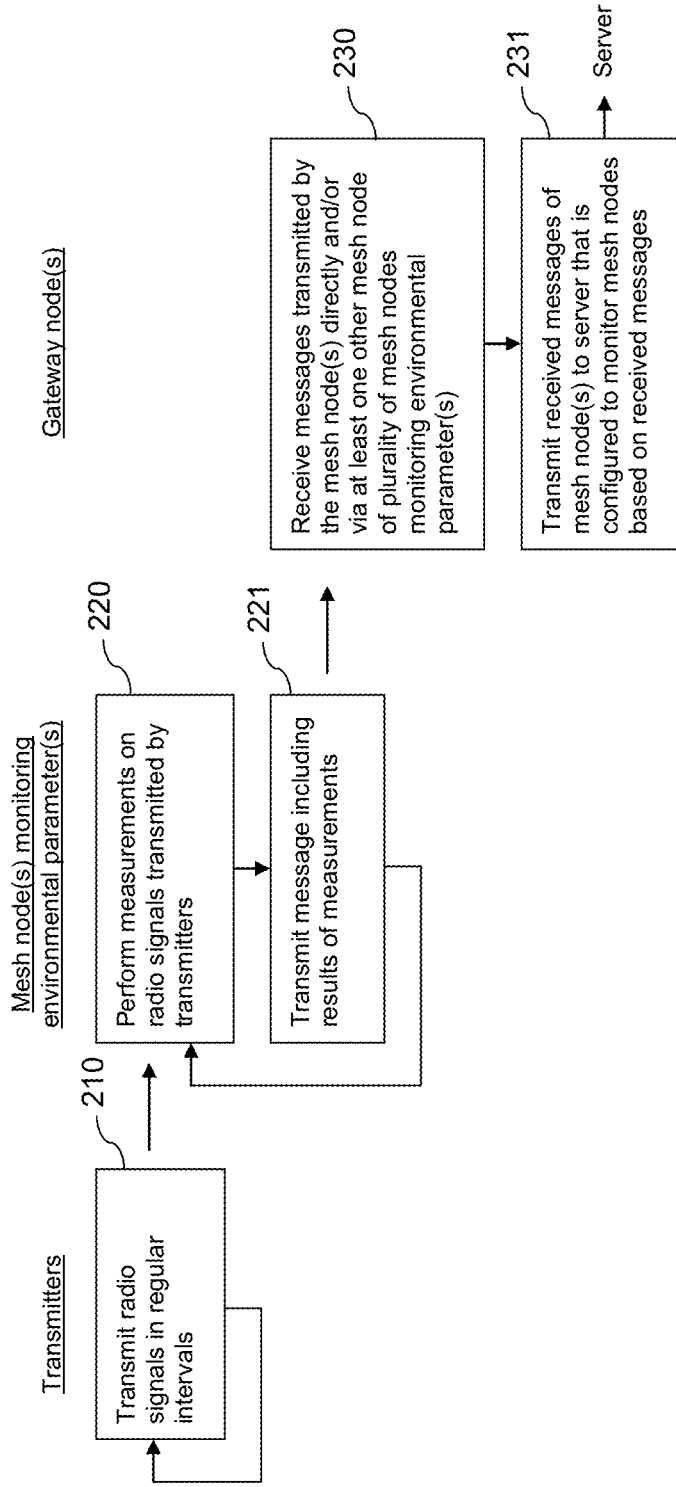 Transmitters
210
Transmit radio
signals in regular
intervals
Mesh node(s) monitoring
environmental parameter(s)
220
Perform measurements on
radio signals transmitted by
transmitters
221
Transmit message including
results of measurements
Gateway node(s)
230
Receive messages transmitted by
the mesh node(s) directly and/or
via at least one other mesh node
of plurality of mesh nodes
monitoring environmental
parameter(s)
231
Transmit received messages of
mesh node(s) to server that is
configured to monitor mesh nodes
based on received messages
Server